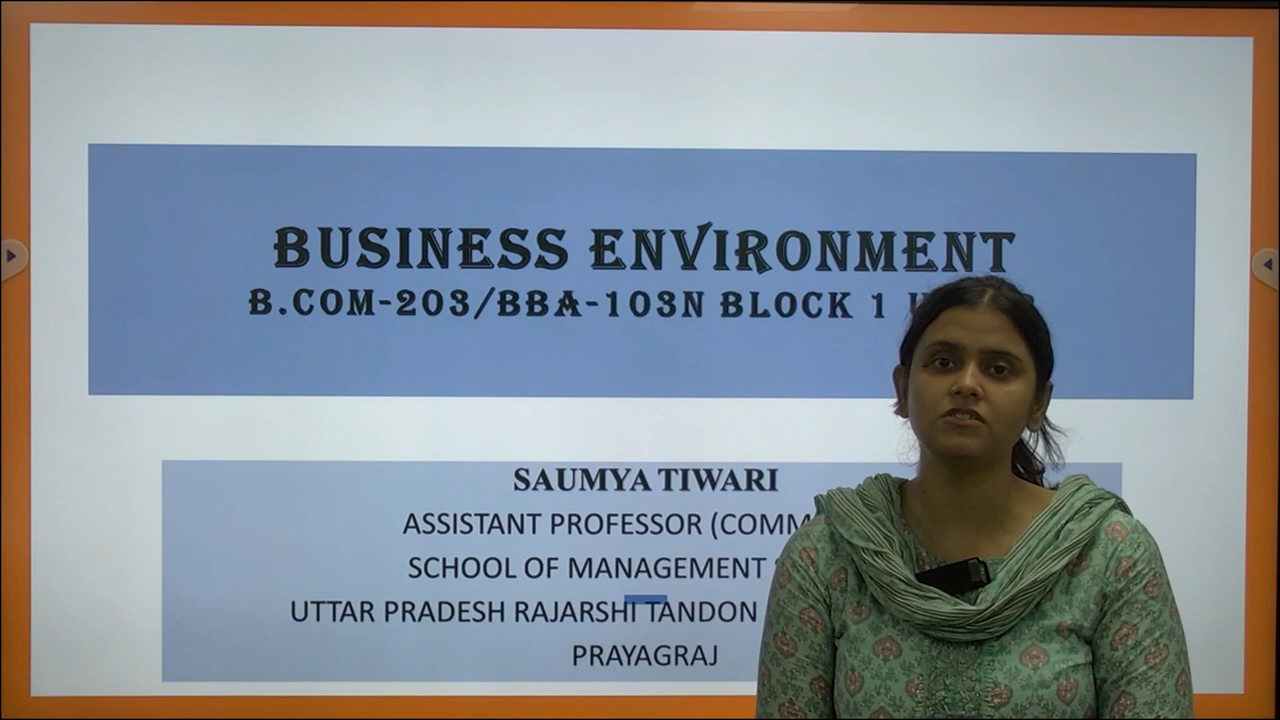 BUSINESS ENVIRONMENT
B.COM-203/BBA-103N BLOCK 1
SAUMYA TIWARI
ASSISTANT PROFESSOR
SCHOOL OF MANAGEMENT
UTTAR PRADESH RAJARSHI TANDON
PRAYAGRAJ